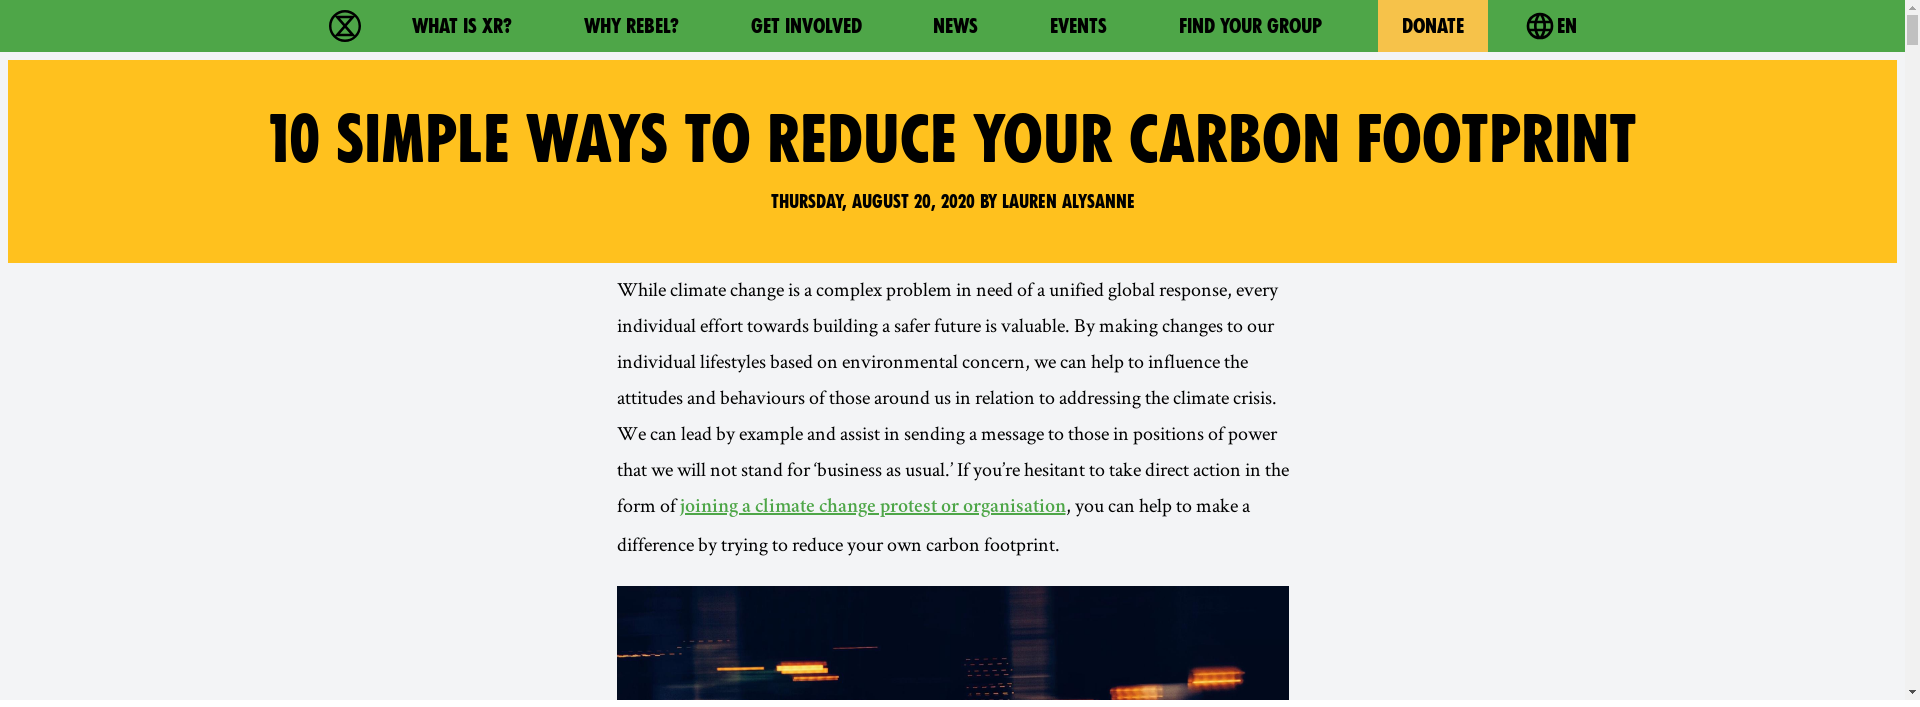 WHAT IS XR?
WHY REBEL?
GET INVOLVED
NEWS
EVENTS
FIND YOUR GROUP
DONATE
EN
10 SIMPLE WAYS TO REDUCE YOUR CARBON FOOTPRINT
THURSDAY, AUGUST 20, 2020 BY LAUREN ALYSANNE
While climate change is a complex problem in need of a unified global response, every
individual effort towards building a safer future is valuable. By making changes to our
individual lifestyles based on environmental concern, we can help to influence the
attitudes and behaviours of those around us in relation to addressing the climate crisis.
We can lead by example and assist in sending a message to those in positions of power
that we will not stand for ‘business as usual.’ If you’re hesitant to take direct action in the
form of joining a climate change protest or organisation, you can help to make a
difference by trying to reduce your own carbon footprint.